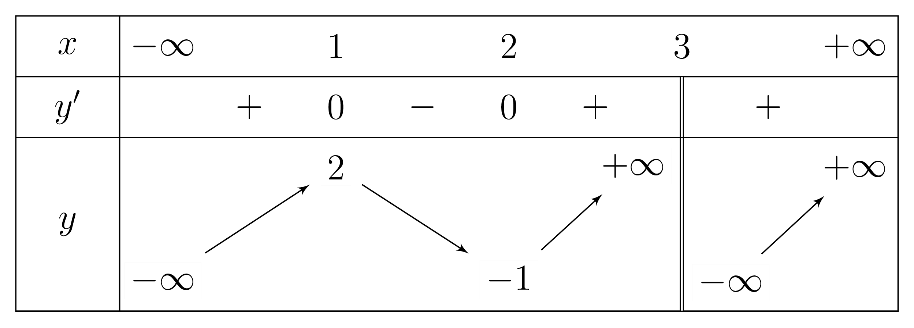 x −∞ 1 2 3 +∞
y′ + 0 − 0 + +
2 +∞ +∞
y
−∞ −1 −∞